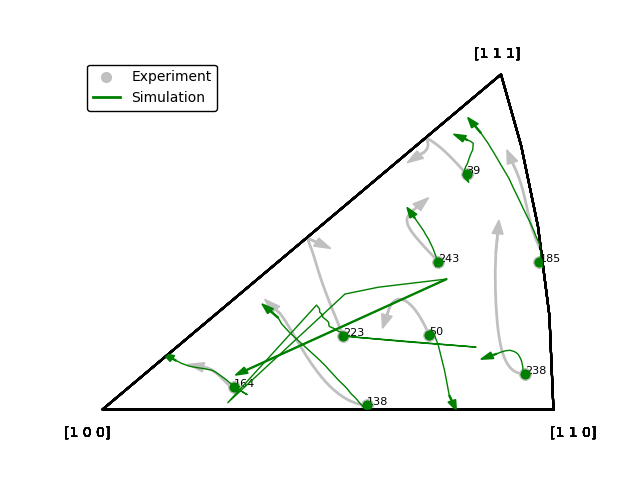 [1 1 1]
Experiment
Simulation
39
243
185
223
50
238
164
138
[1 0 0]
[1 1 0]